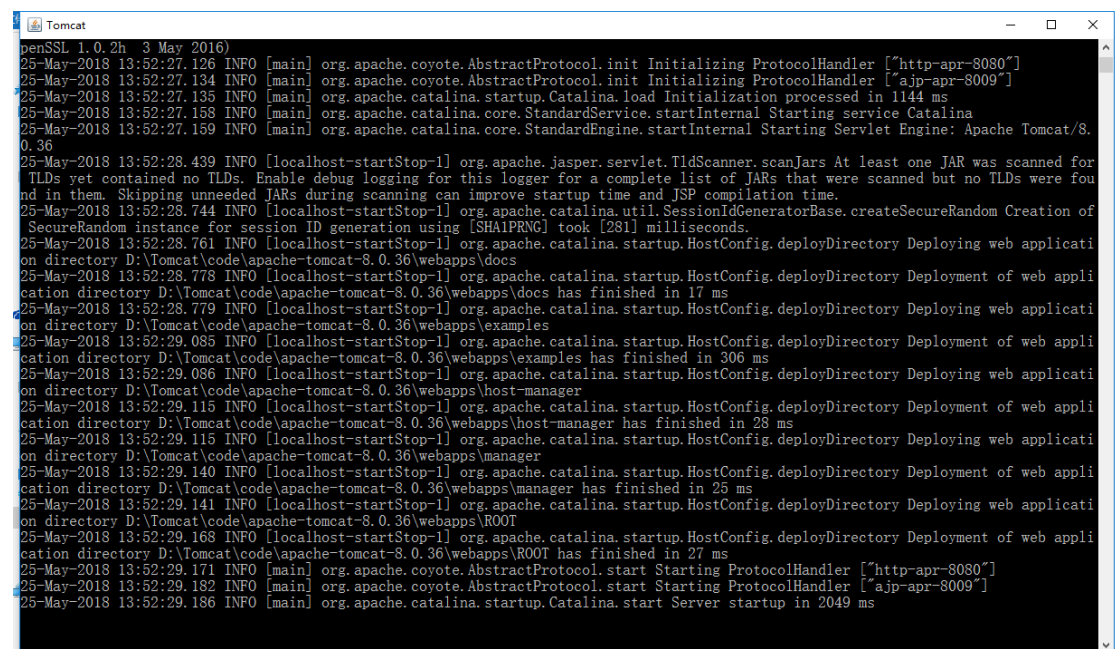 Tomcat
penSSL 1.0.2h  3 May 2016)
25-May-2018 13:52:27.126 INFO [main] org.apache.coyote.AbstractProtocol.init Initializing ProtocolHandler ["http-apr-8080"]
25-May-2018 13:52:27.134 INFO [main] org.apache.coyote.AbstractProtocol.init Initializing ProtocolHandler ["ajp-apr-8009"]
25-May-2018 13:52:27.135 INFO [main] org.apache.catalina.startup.Catalina.load Initialization processed in 1144 ms
25-May-2018 13:52:27.158 INFO [main] org.apache.catalina.core.StandardService.startInternal Starting service Catalina
25-May-2018 13:52:27.159 INFO [main] org.apache.catalina.core.StandardEngine.startInternal Starting Servlet Engine: Apache Tomcat/8.
0.36
25-May-2018 13:52:28.439 INFO [localhost-startStop-1] org.apache.jasper.servlet.TldScanner.scanJars At least one JAR was scanned for
 TLDs yet contained no TLDs. Enable debug logging for this logger for a complete list of JARs that were scanned but no TLDs were fou
nd in them. Skipping unneeded JARs during scanning can improve startup time and JSP compilation time.
25-May-2018 13:52:28.744 INFO [localhost-startStop-1] org.apache.catalina.util.SessionIdGeneratorBase.createSecureRandom Creation of
 SecureRandom instance for session ID generation using [SHA1PRNG] took [281] milliseconds.
25-May-2018 13:52:28.761 INFO [localhost-startStop-1] org.apache.catalina.startup.HostConfig.deployDirectory Deploying web applicati
on directory D:\Tomcat\code\apache-tomcat-8.0.36\webapps\docs
25-May-2018 13:52:28.778 INFO [localhost-startStop-1] org.apache.catalina.startup.HostConfig.deployDirectory Deployment of web appli
cation directory D:\Tomcat\code\apache-tomcat-8.0.36\webapps\docs has finished in 17 ms
25-May-2018 13:52:28.779 INFO [localhost-startStop-1] org.apache.catalina.startup.HostConfig.deployDirectory Deploying web applicati
on directory D:\Tomcat\code\apache-tomcat-8.0.36\webapps\examples
25-May-2018 13:52:29.085 INFO [localhost-startStop-1] org.apache.catalina.startup.HostConfig.deployDirectory Deployment of web appli
cation directory D:\Tomcat\code\apache-tomcat-8.0.36\webapps\examples has finished in 306 ms
25-May-2018 13:52:29.086 INFO [localhost-startStop-1] org.apache.catalina.startup.HostConfig.deployDirectory Deploying web applicati
on directory D:\Tomcat\code\apache-tomcat-8.0.36\webapps\host-manager
25-May-2018 13:52:29.115 INFO [localhost-startStop-1] org.apache.catalina.startup.HostConfig.deployDirectory Deployment of web appli
cation directory D:\Tomcat\code\apache-tomcat-8.0.36\webapps\host-manager has finished in 28 ms
25-May-2018 13:52:29.115 INFO [localhost-startStop-1] org.apache.catalina.startup.HostConfig.deployDirectory Deploying web applicati
on directory D:\Tomcat\code\apache-tomcat-8.0.36\webapps\manager
25-May-2018 13:52:29.140 INFO [localhost-startStop-1] org.apache.catalina.startup.HostConfig.deployDirectory Deployment of web appli
cation directory D:\Tomcat\code\apache-tomcat-8.0.36\webapps\manager has finished in 25 ms
25-May-2018 13:52:29.141 INFO [localhost-startStop-1] org.apache.catalina.startup.HostConfig.deployDirectory Deploying web applicati
on directory D:\Tomcat\code\apache-tomcat-8.0.36\webapps\ROOT
25-May-2018 13:52:29.168 INFO [localhost-startStop-1] org.apache.catalina.startup.HostConfig.deployDirectory Deployment of web appli
cation directory D:\Tomcat\code\apache-tomcat-8.0.36\webapps\ROOT has finished in 27 ms
25-May-2018 13:52:29.171 INFO [main] org.apache.coyote.AbstractProtocol.start Starting ProtocolHandler ["http-apr-8080"]
25-May-2018 13:52:29.182 INFO [main] org.apache.coyote.AbstractProtocol.start Starting ProtocolHandler ["ajp-apr-8009"]
25-May-2018 13:52:29.186 INFO [main] org.apache.catalina.startup.Catalina.start Server startup in 2049 ms